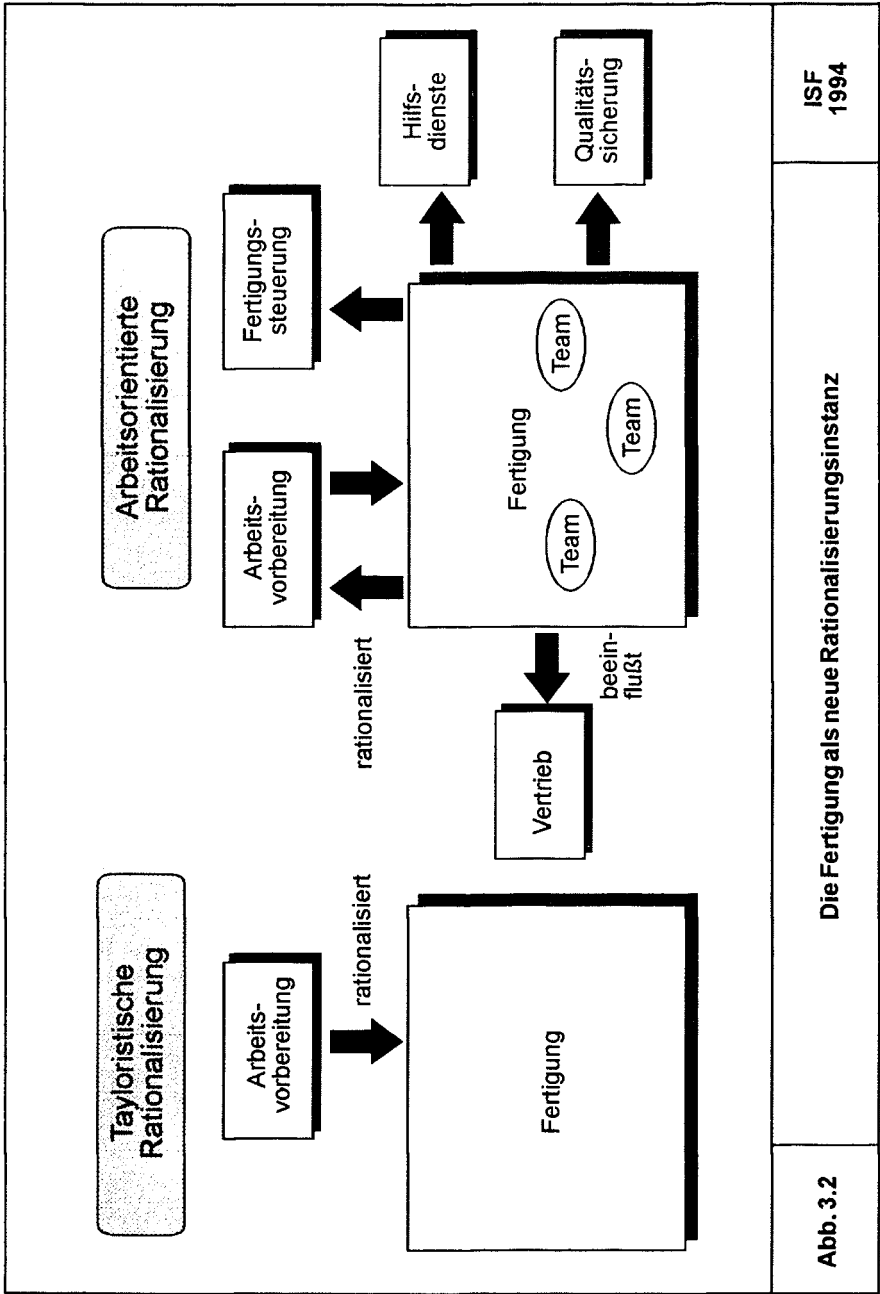 Tayloristische
Rationalisierung
Arbeits-
vorbereitung
rationalisiert
Fertigung
Arbeitsorientierte
Rationalisierung
Arbeits-
vorbereitung
Fertigungs-
steuerung
rationalisiert
Hilfs-
dienste
Fertigung
Team
Team
Team
Qualitäts-
sicherung
Vertrieb
beein-
flußt
Abb. 3.2
Die Fertigung als neue Rationalisierungsinstanz
ISF
1994